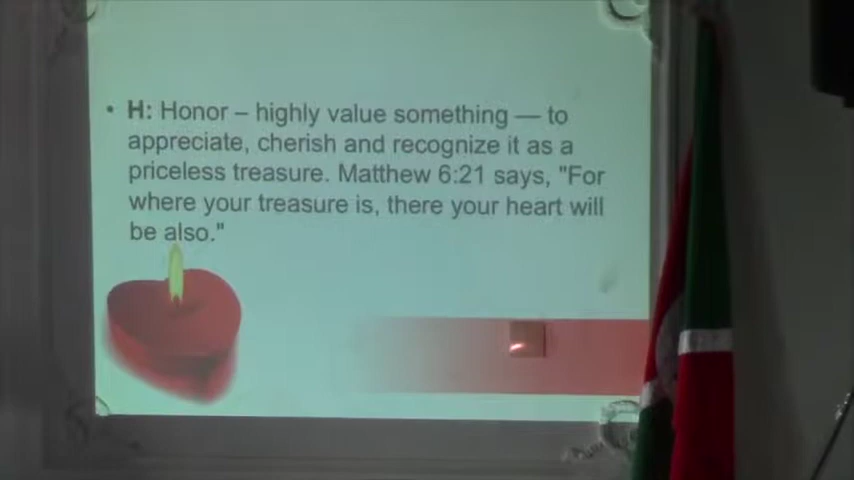 • H: Honor – highly value something — to
appreciate, cherish and recognize it as a
priceless treasure. Matthew 6:21 says, "For
where your treasure is, there your heart will
be also."